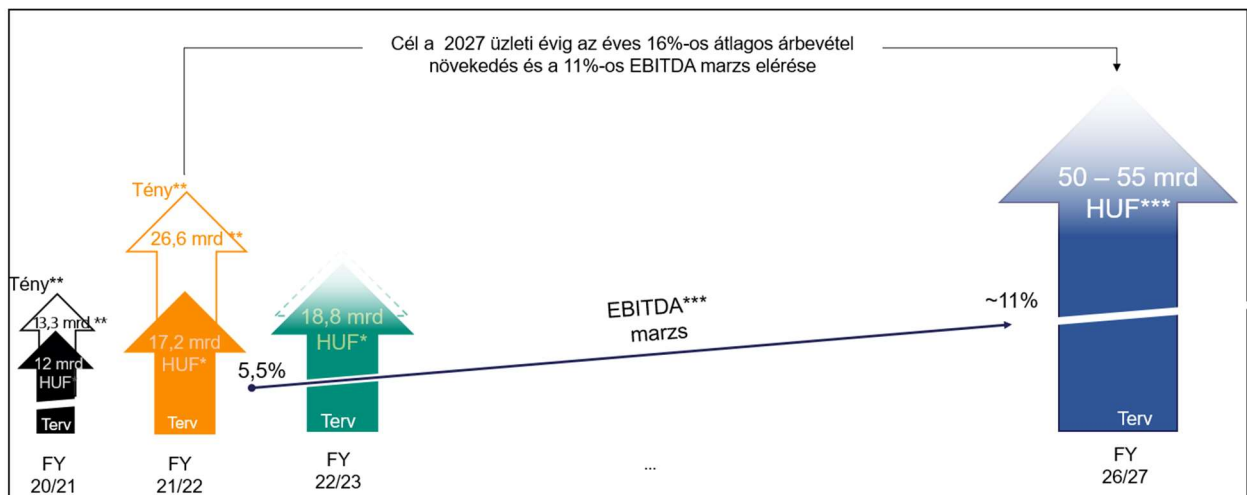 Cél a 2027 üzleti évig az éves 16%-os átlagos árbevétel
növekedés és a 11%-os EBITDA marzs elérése
Tény**
13,3 mrd **
12 mrd
HUF*
Terv
FY
20/21
Tény**
26,6 mrd **
17,2 mrd
HUF*
Terv
FY
21/22
18,8 mrd
HUF*
Terv
FY
22/23
5,5%
EBITDA***
marzs
~11%
...
50 – 55 mrd
HUF***
Terv
FY
26/27